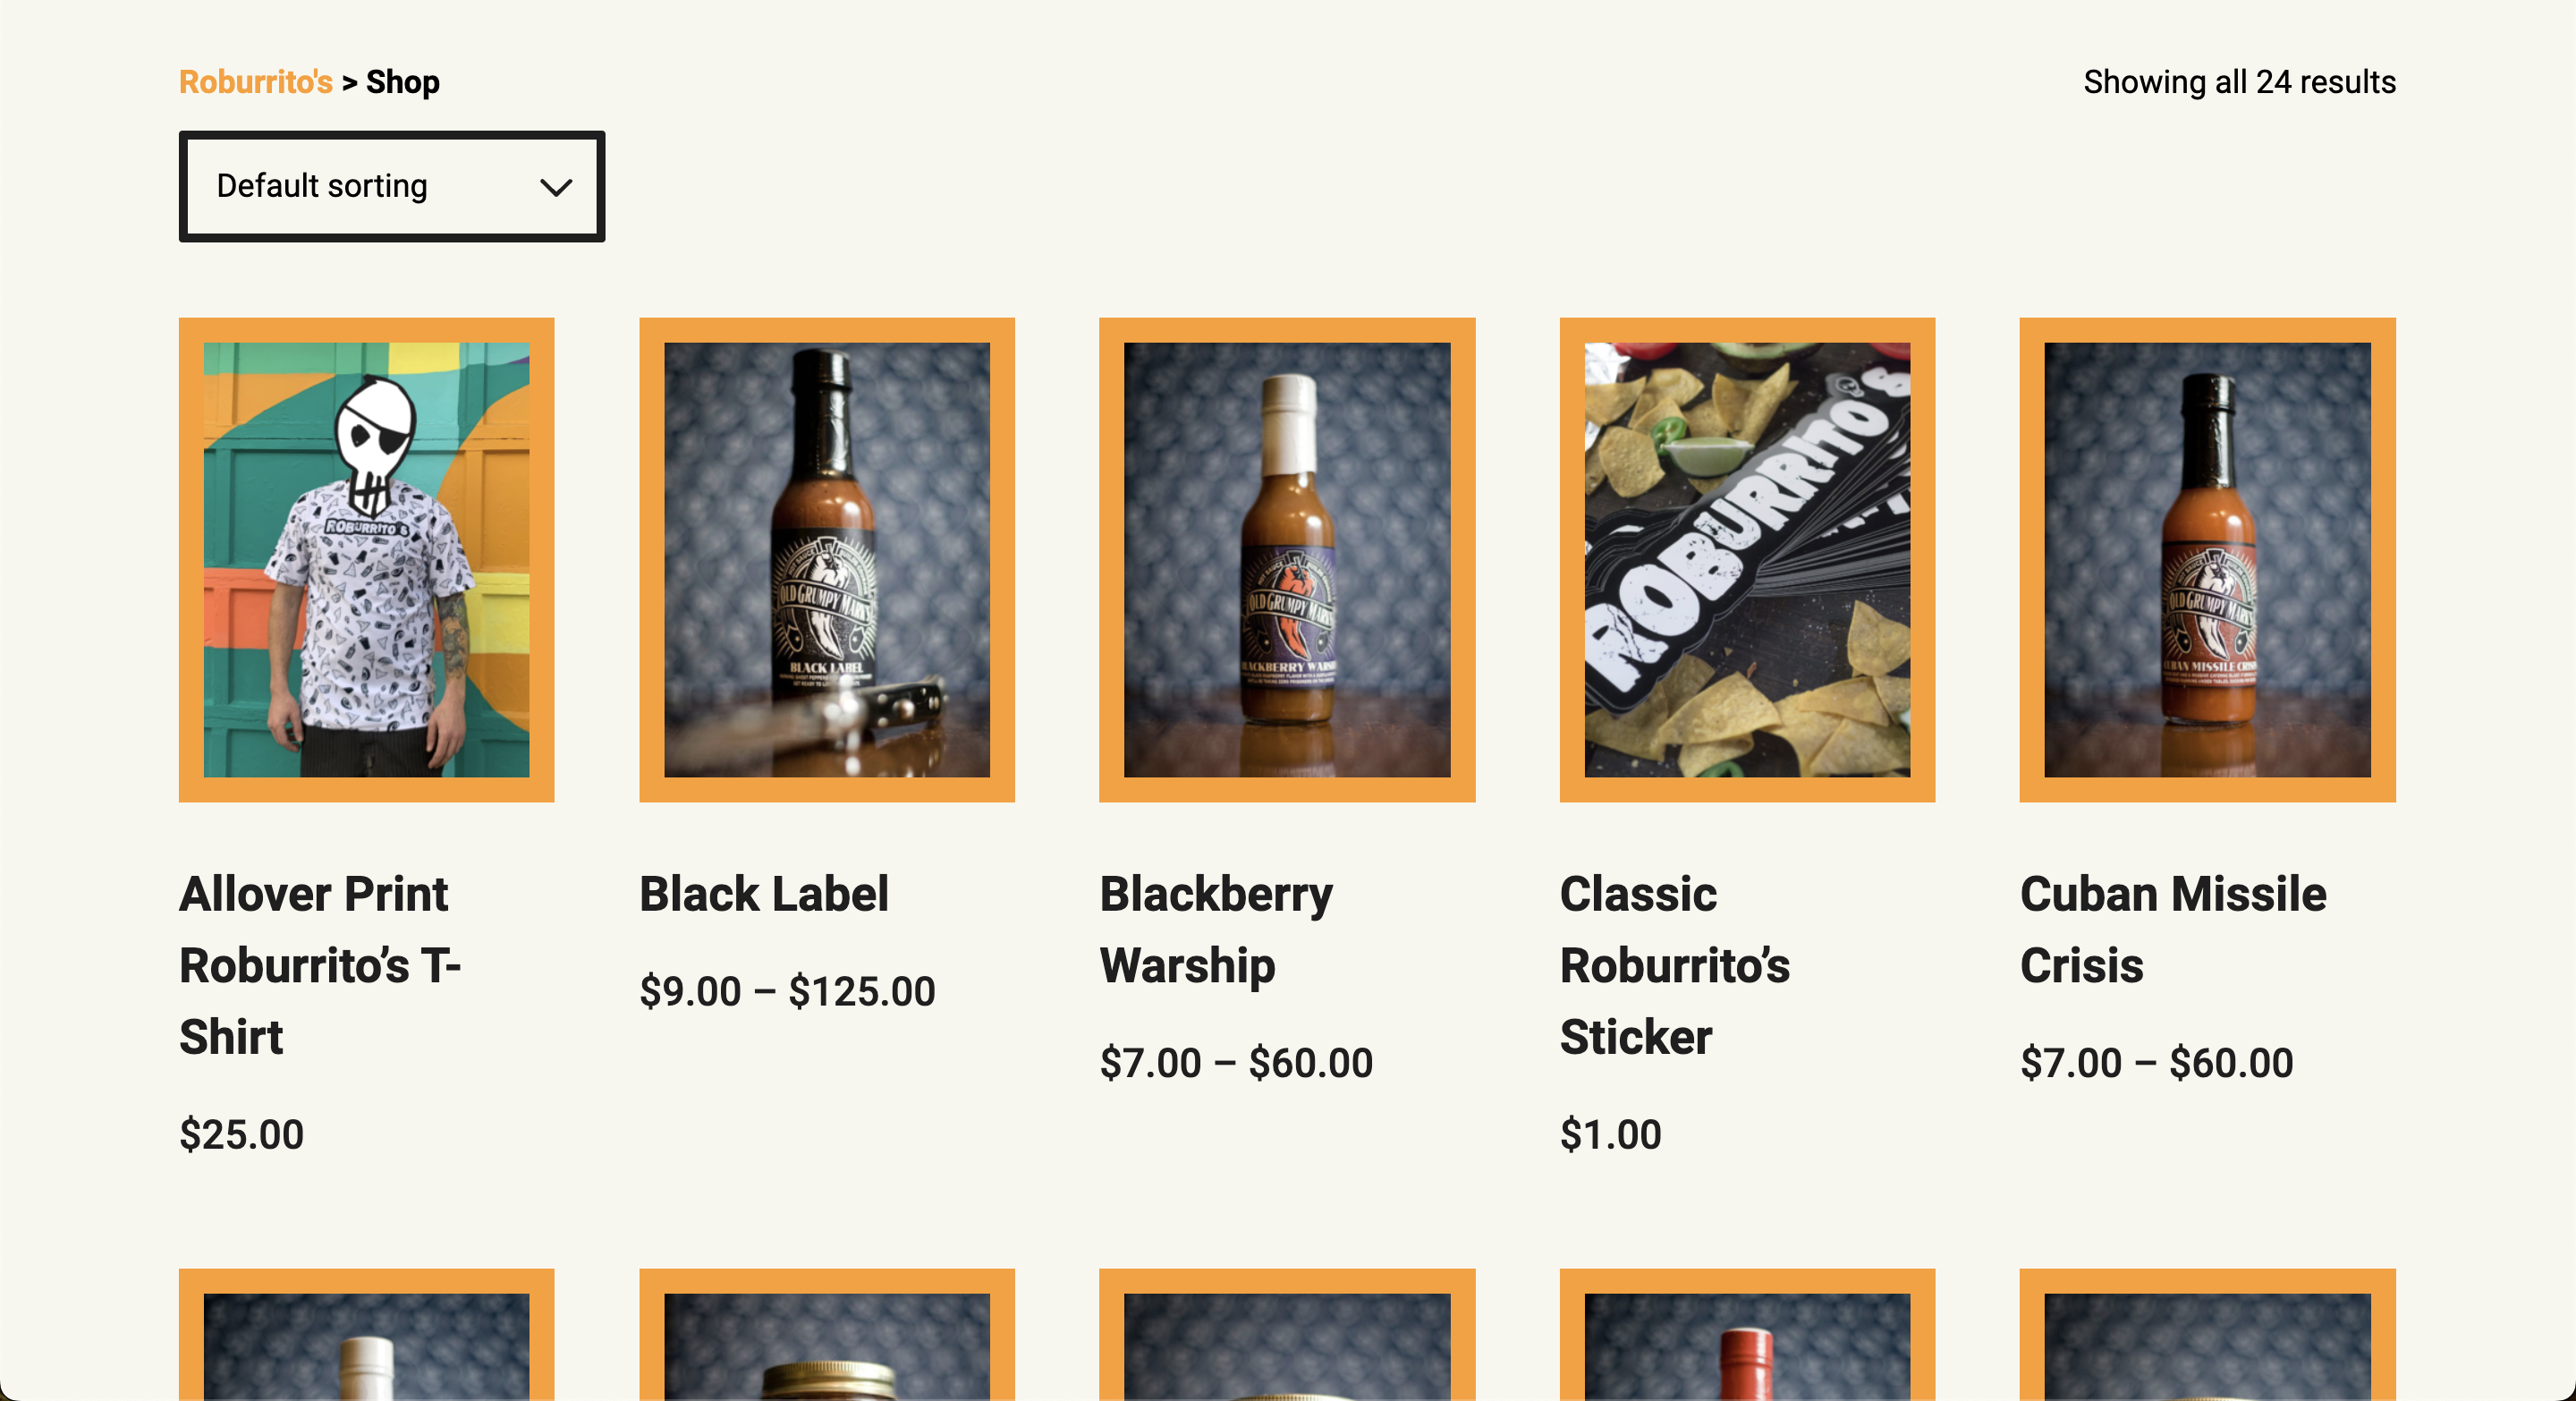 Roburrito's > Shop
Showing all 24 results
Default sorting
ROBURRITO'S
OLD GRUMPY MARK'S
BLACK LABEL
OLD GRUMPY MARK'S
BLACKBERRY WARSH
ROBURRITO'S
OLD GRUMPY MARK'S
CUBAN MISSILE CRISIS
Allover Print
Roburrito’s T-
Shirt
$25.00
Black Label
$9.00 – $125.00
Blackberry
Warship
$7.00 – $60.00
Classic
Roburrito’s
Sticker
$1.00
Cuban Missile
Crisis
$7.00 – $60.00